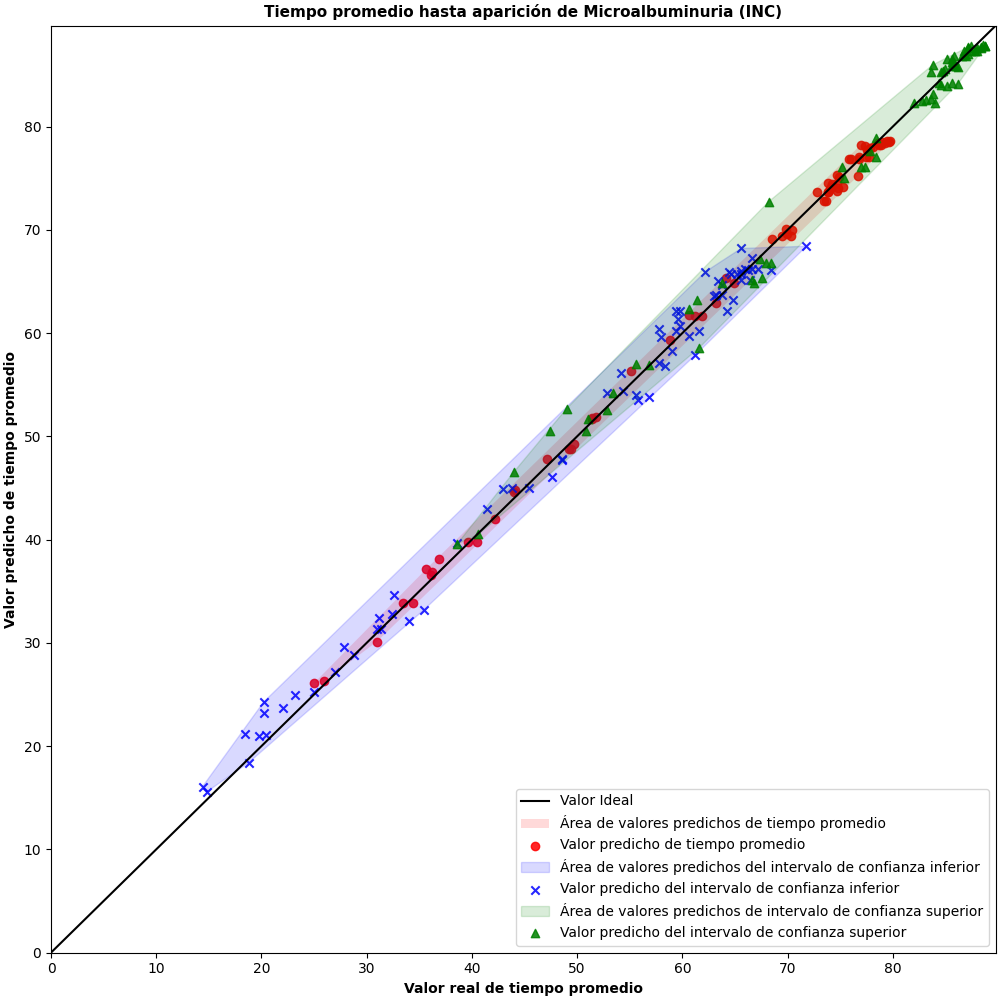 Tiempo promedio hasta aparición de Microalbuminuria (INC)
Valor predicho de tiempo promedio
80
70
60
50
40
30
20
10
0
Valor Ideal
Área de valores predichos de tiempo promedio
Valor predicho de tiempo promedio
Área de valores predichos del intervalo de confianza inferior
Valor predicho del intervalo de confianza inferior
Área de valores predichos de intervalo de confianza superior
Valor predicho del intervalo de confianza superior
0 10 20 30 40 50 60 70 80
Valor real de tiempo promedio